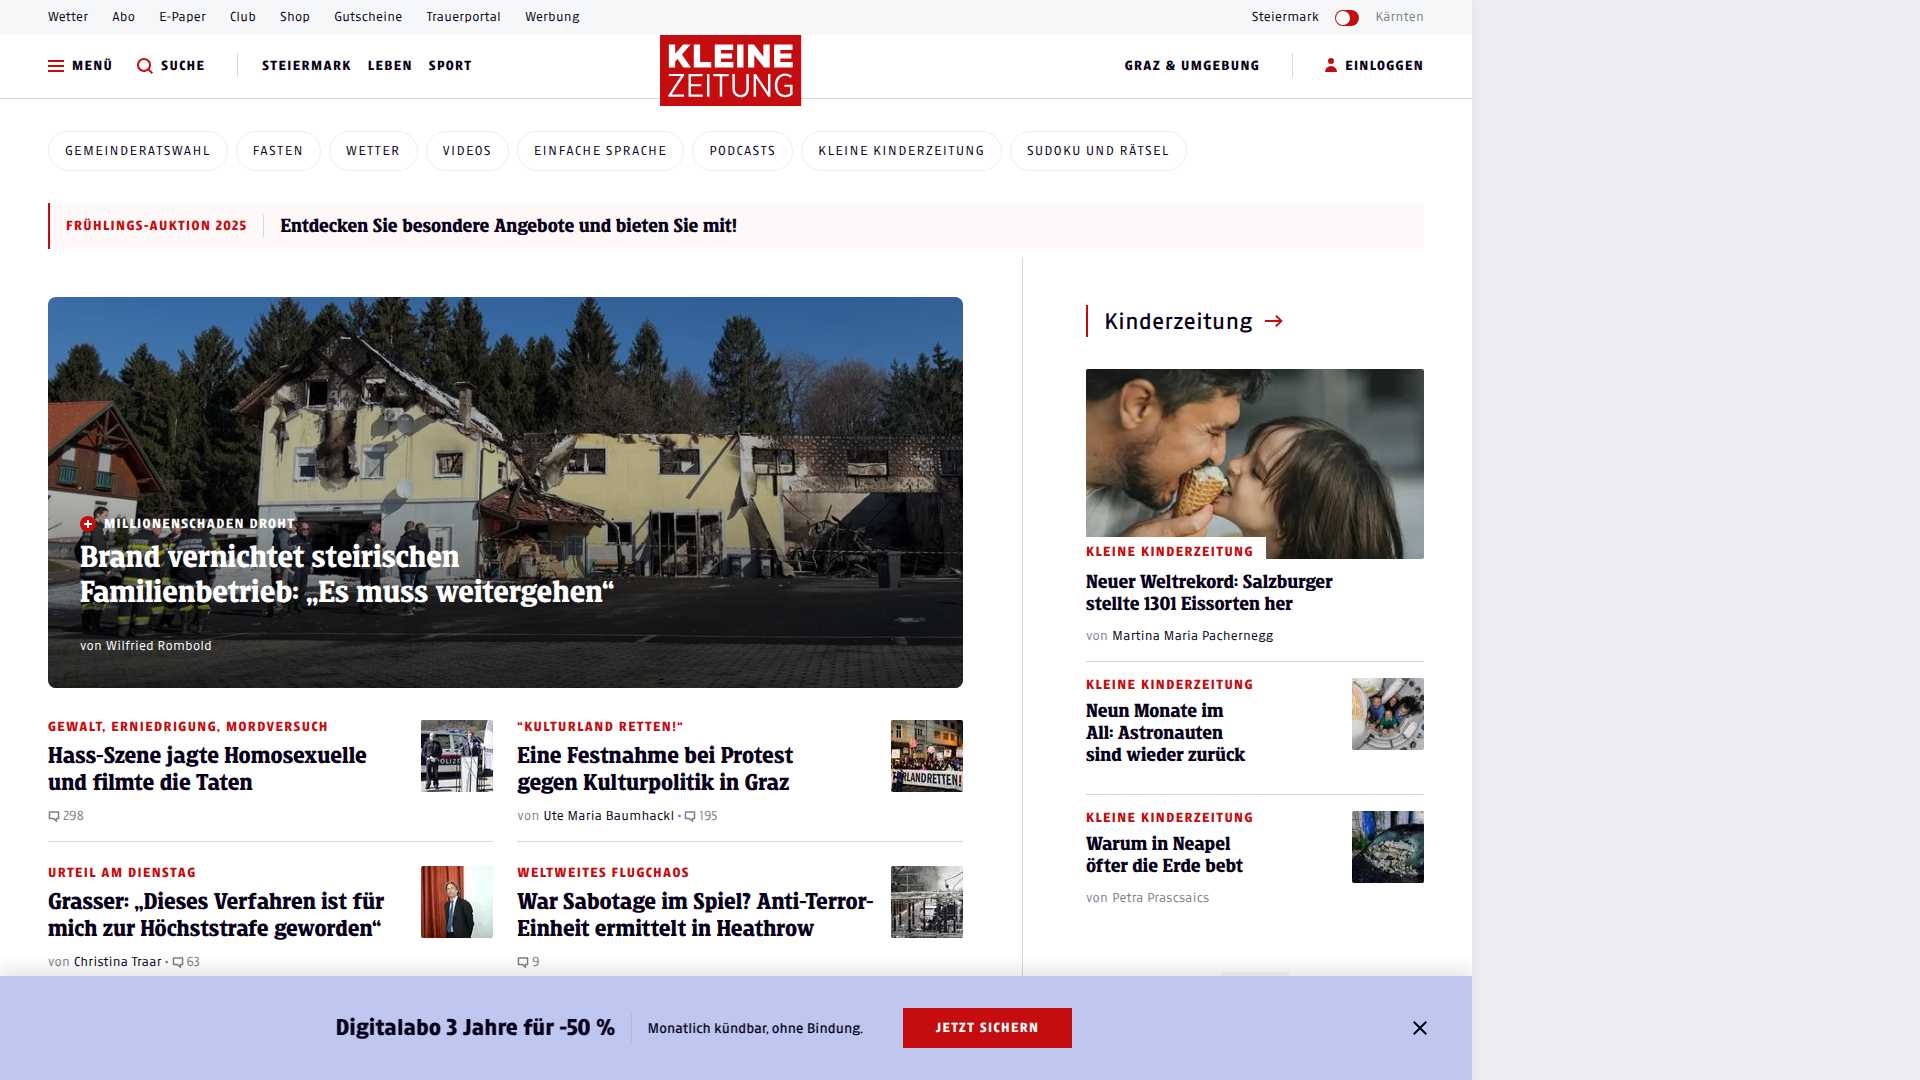 Wetter Abo E-Paper Club Shop Gutscheine Trauerportal Werbung Steiermark Kärnten
MENÜ SUCHE STEIERMARK LEBEN SPORT KLEINE ZEITUNG GRAZ & UMGEBUNG EINLOGGEN
GEMEINDERATSWAHL FASTEN WETTER VIDEOS EINFACHE SPRACHE PODCASTS KLEINE KINDERZEITUNG SUDOKU UND RÄTSEL
FRÜHLINGS-AUKTION 2025 Entdecken Sie besondere Angebote und bieten Sie mit!
MILLIONENSCHADEN DROHT
Brand vernichtet steirischen
Familienbetrieb: „Es muss weitergehen“
von Wilfried Rombold
GEWALT, ERNIEDRIGUNG, MORDVERSUCH
Hass-Szene jagte Homosexuelle
und filmte die Taten
298
POLIZEI
“KULTURLAND RETTEN!“
Eine Festnahme bei Protest
gegen Kulturpolitik in Graz
von Ute Maria Baumhackl • 195
URLANDRETTEN!
URTEIL AM DIENSTAG
Grasser: „Dieses Verfahren ist für
mich zur Höchststrafe geworden“
von Christina Traar • 63
WELTWEITES FLUGCHAOS
War Sabotage im Spiel? Anti-Terror-
Einheit ermittelt in Heathrow
9
Kinderzeitung
KLEINE KINDERZEITUNG
Neuer Weltrekord: Salzburger
stellte 1301 Eissorten her
von Martina Maria Pachernegg
KLEINE KINDERZEITUNG
Neun Monate im
All: Astronauten
sind wieder zurück
KLEINE KINDERZEITUNG
Warum in Neapel
öfter die Erde bebt
von Petra Prascsaics
Digitalabo 3 Jahre für -50 % Monatlich kündbar, ohne Bindung. JETZT SICHERN